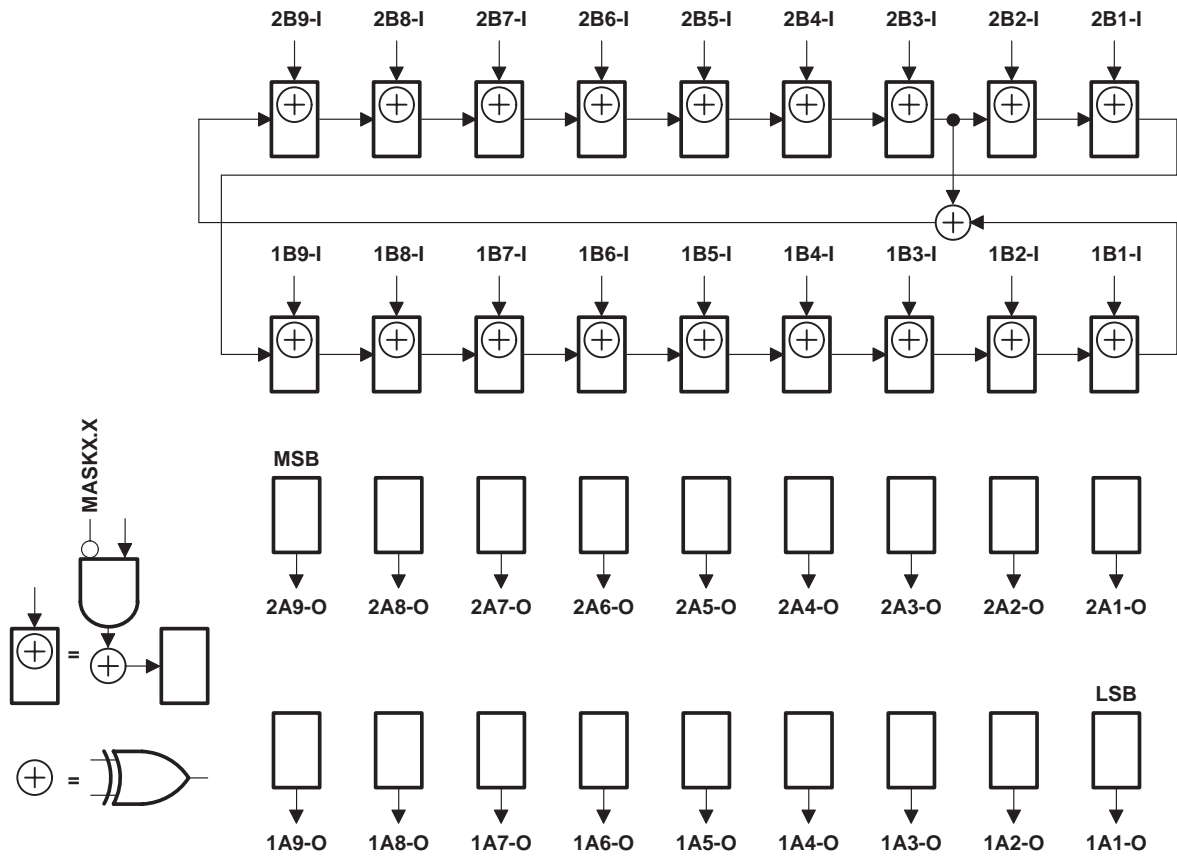 2B9-I 2B8-I 2B7-I 2B6-I 2B5-I 2B4-I 2B3-I 2B2-I 2B1-I
1B9-I 1B8-I 1B7-I 1B6-I 1B5-I 1B4-I 1B3-I 1B2-I 1B1-I
MASKX.X
MSB
2A9-O 2A8-O 2A7-O 2A6-O 2A5-O 2A4-O 2A3-O 2A2-O 2A1-O
=
LSB
=
1A9-O 1A8-O 1A7-O 1A6-O 1A5-O 1A4-O 1A3-O 1A2-O 1A1-O